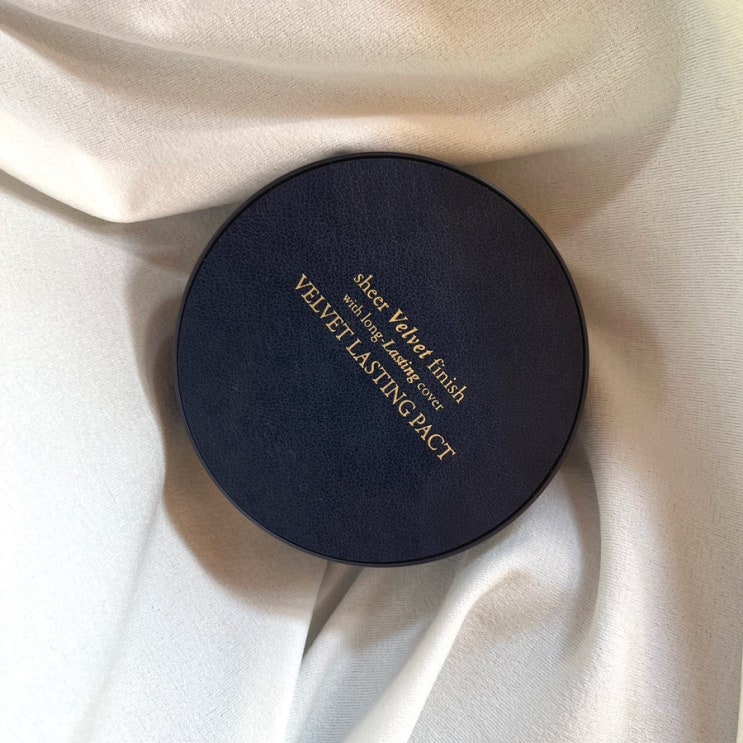 sheer Velvet finish
with long-Lasting cover
VELVET LASTING PACT